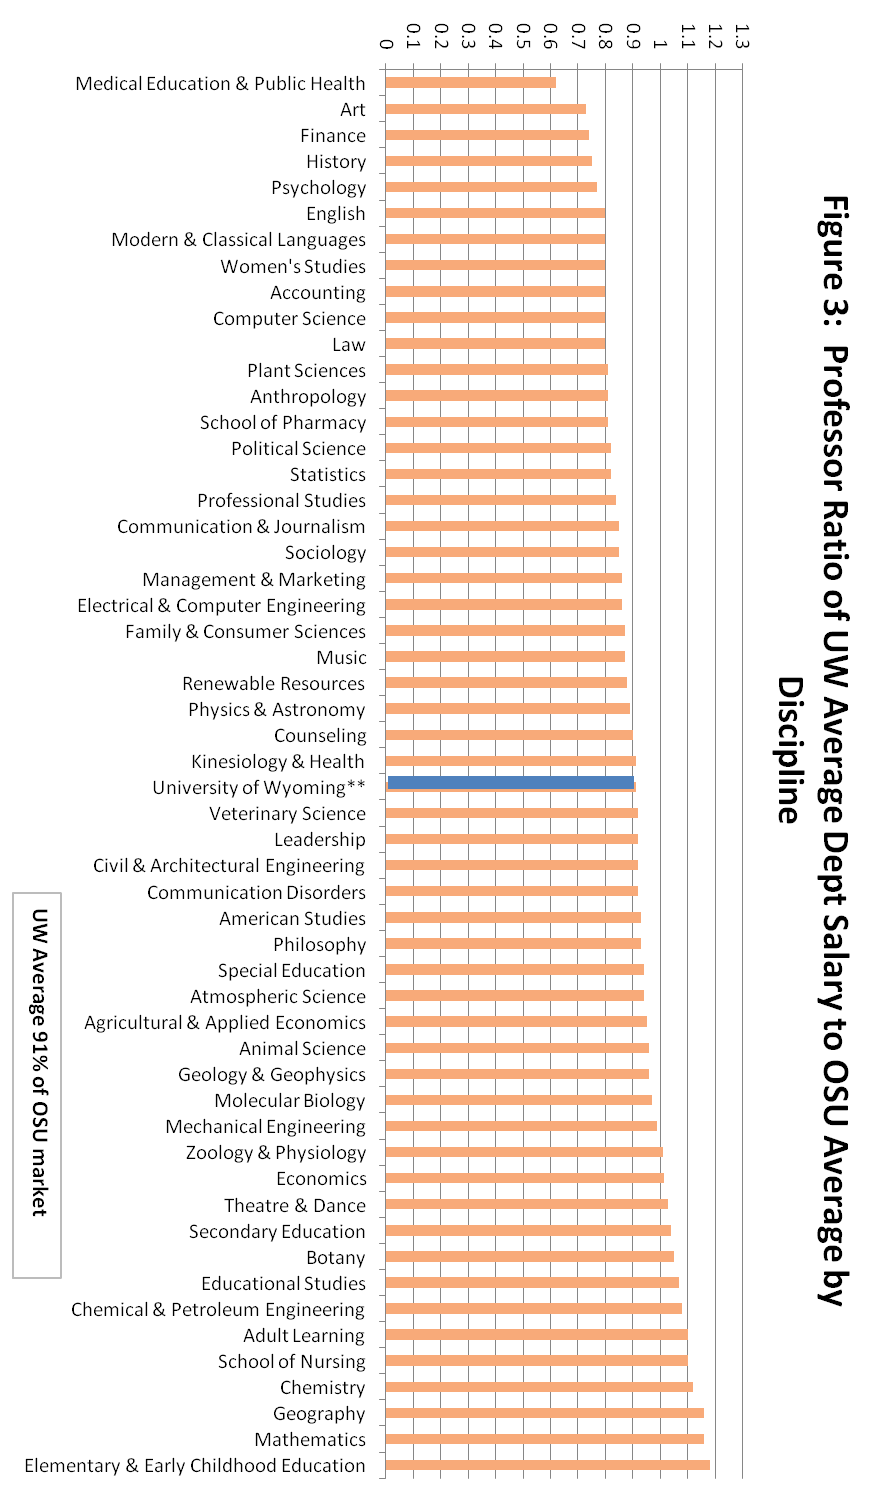 Figure 3:  Professor Ratio of UW Average Dept Salary to OSU Average by
Discipline
1.3
1.2
1.1
1
0.9
0.8
0.7
0.6
0.5
0.4
0.3
0.2
0.1
0
Medical Education & Public Health
Art
Finance
History
Psychology
English
Modern & Classical Languages
Women's Studies
Accounting
Computer Science
Law
Plant Sciences
Anthropology
School of Pharmacy
Political Science
Statistics
Professional Studies
Communication & Journalism
Sociology
Management & Marketing
Electrical & Computer Engineering
Family & Consumer Sciences
Music
Renewable Resources
Physics & Astronomy
Counseling
Kinesiology & Health
University of Wyoming**
Veterinary Science
Leadership
Civil & Architectural Engineering
Communication Disorders
American Studies
Philosophy
Special Education
Atmospheric Science
Agricultural & Applied Economics
Animal Science
Geology & Geophysics
Molecular Biology
Mechanical Engineering
Zoology & Physiology
Economics
Theatre & Dance
Secondary Education
Botany
Educational Studies
Chemical & Petroleum Engineering
Adult Learning
School of Nursing
Chemistry
Geography
Mathematics
Elementary & Early Childhood Education
UW Average 91% of OSU market